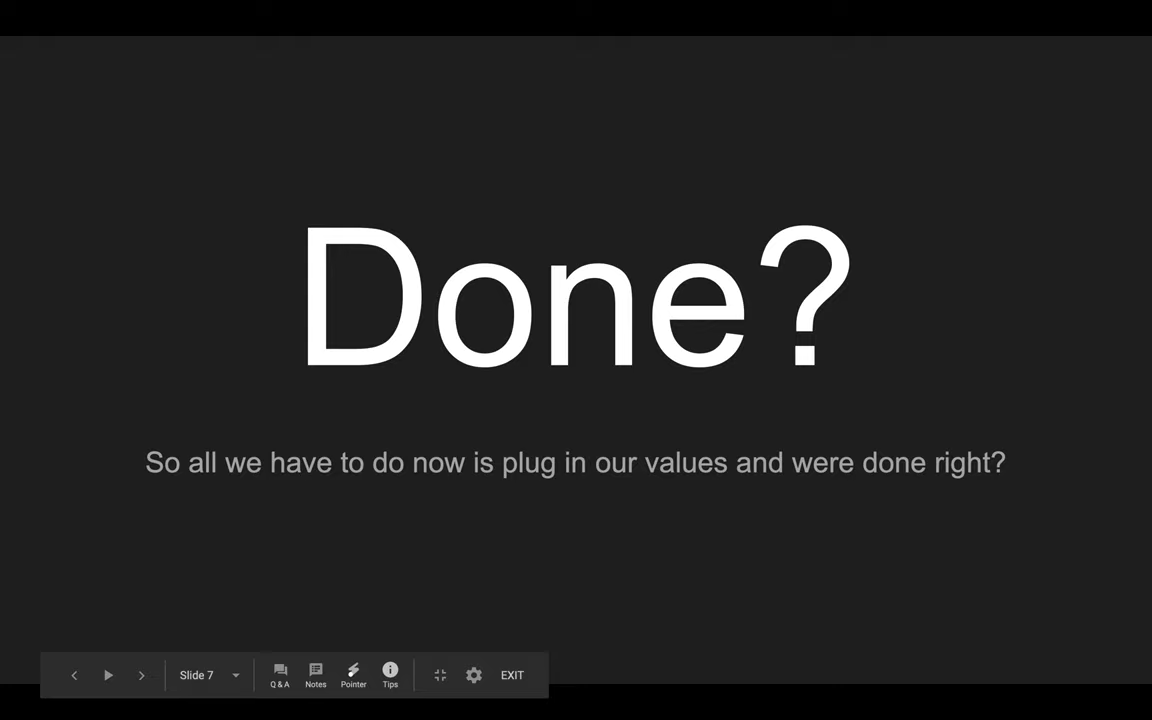 Done?
So all we have to do now is plug in our values and were done right?
Slide 7
Q & A
Notes
Pointer
Tips
EXIT